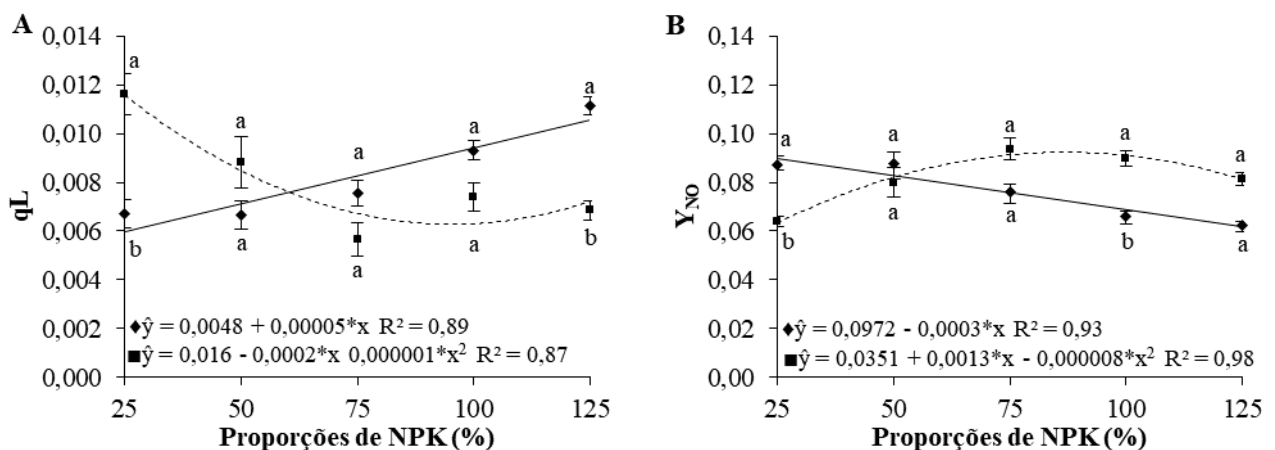 A
qL
0,014
0,012
0,010
0,008
0,006
0,004
0,002
0,000
a
a
a
a
a
b
a
a
a
b
ŷ = 0,0048 + 0,00005*x R² = 0,89
ŷ = 0,016 - 0,0002*x 0,000001*x² R² = 0,87
25 50 75 100 125
Proporções de NPK (%)
B
Y_NO
0,14
0,12
0,10
0,08
0,06
0,04
0,02
0,00
a
a
a
a
a
b
a
a
b
a
ŷ = 0,0972 - 0,0003*x R² = 0,93
ŷ = 0,0351 + 0,0013*x - 0,000008*x² R² = 0,98
25 50 75 100 125
Proporções de NPK (%)